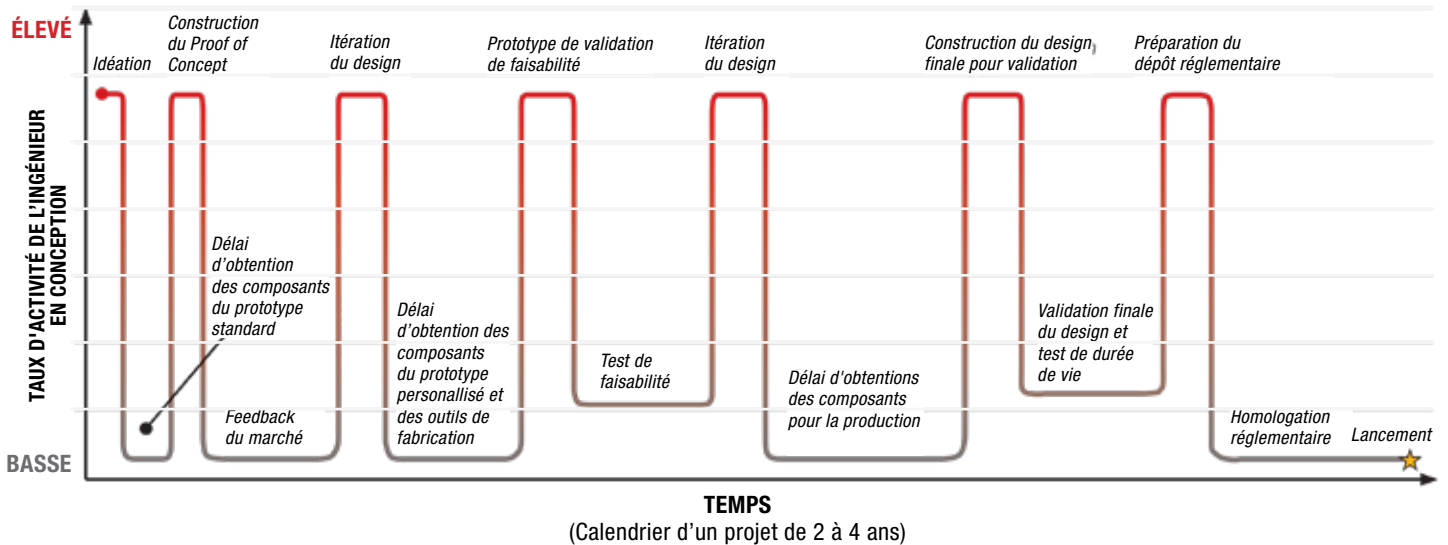 ÉLEVÉ
Idéation
Construction
du Proof of
Concept
Itération
du design
Prototype de validation
de faisabilité
Itération
du design
Construction du design
finale pour validation
Préparation du
dépôt réglementaire
TAUX D'ACTIVITÉ DE L'INGÉNIEUR
EN CONCEPTION
Délai
d'obtention
des composants
du prototype
standard
Feedback
du marché
Délai
d'obtention des
composants
du prototype
personallisé et
des outils de
fabrication
Test de
faisabilité
Délai d'obtentions
des composants
pour la production
Validation finale
du design et
test de durée
de vie
Homologation
réglementaire
Lancement
BASSE
TEMPS
(Calendrier d'un projet de 2 à 4 ans)